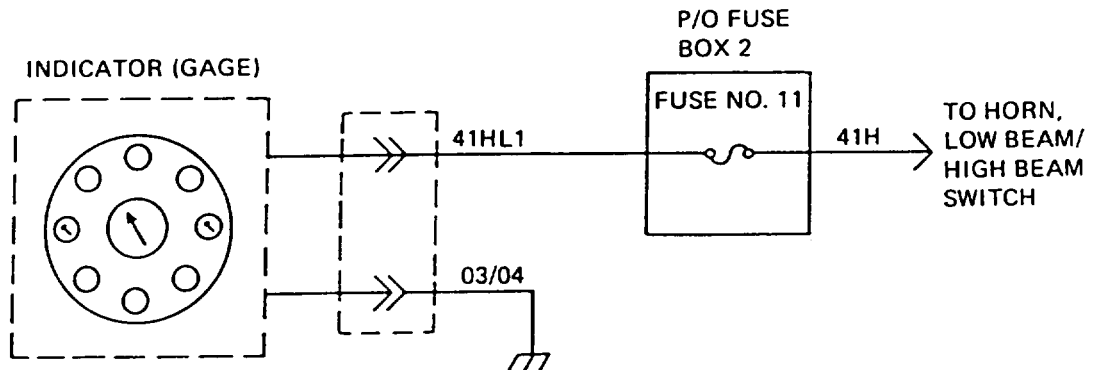 P/O FUSE
BOX 2
INDICATOR (GAGE)
FUSE NO. 11
41HL1
41H
TO HORN,
LOW BEAM/
HIGH BEAM
SWITCH
03/04